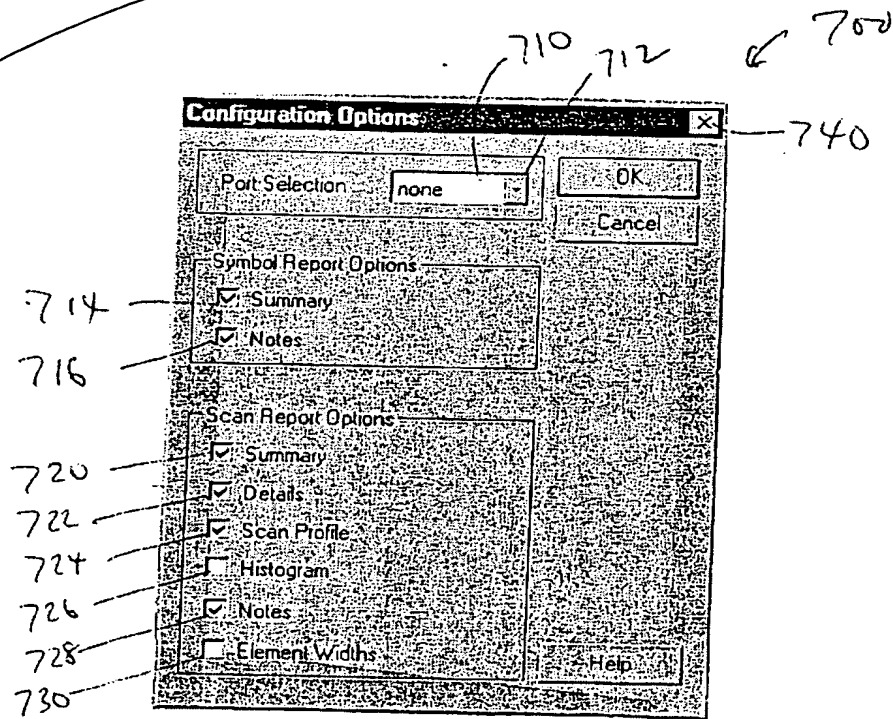 700
710
712
Configuration Options
740
Port Selection
none
OK
Cancel
Symbol Report Options
714
Summary
716
Notes
Scan Report Options
720
Summary
722
Details
724
Scan Profile
726
Histogram
728
Notes
730
Element Widths
Help